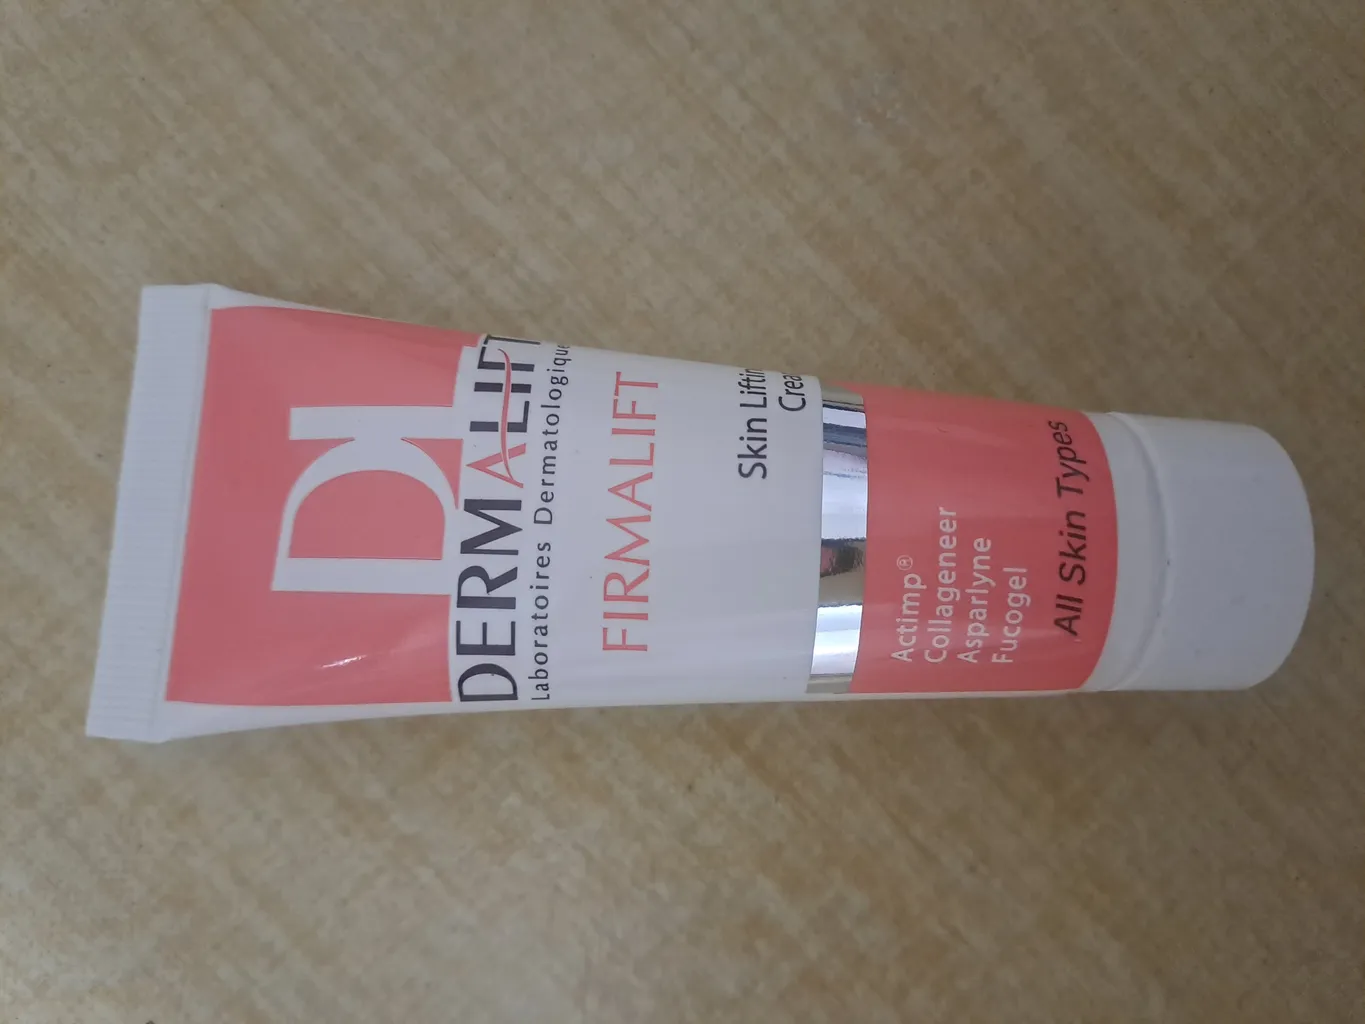 DL
DERMALIFT
Laboratoires Dermatologique
FIRMALIFT
Skin Liftin
Crea
Actimp®
Collageneer
Asparlyne
Fucogel
All Skin Types